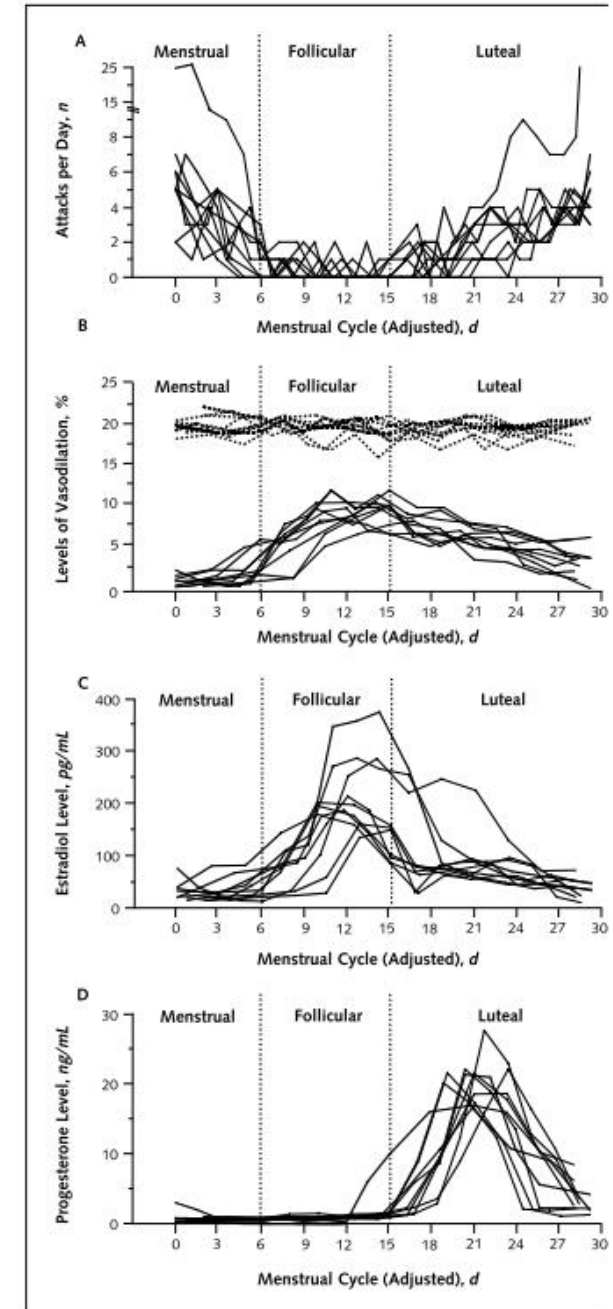 A
Menstrual Follicular Luteal
Attacks per Day, n
25
15
8
6
4
2
0
0 3 6 9 12 15 18 21 24 27 30
Menstrual Cycle (Adjusted), d
B
Menstrual Follicular Luteal
Levels of Vasodilation, %
25
20
15
10
5
0
0 3 6 9 12 15 18 21 24 27 30
Menstrual Cycle (Adjusted), d
C
Menstrual Follicular Luteal
Estradiol Level, pg/mL
400
300
200
100
0
0 3 6 9 12 15 18 21 24 27 30
Menstrual Cycle (Adjusted), d
D
Menstrual Follicular Luteal
Progesterone Level, ng/mL
30
20
10
0
0 3 6 9 12 15 18 21 24 27 30
Menstrual Cycle (Adjusted), d